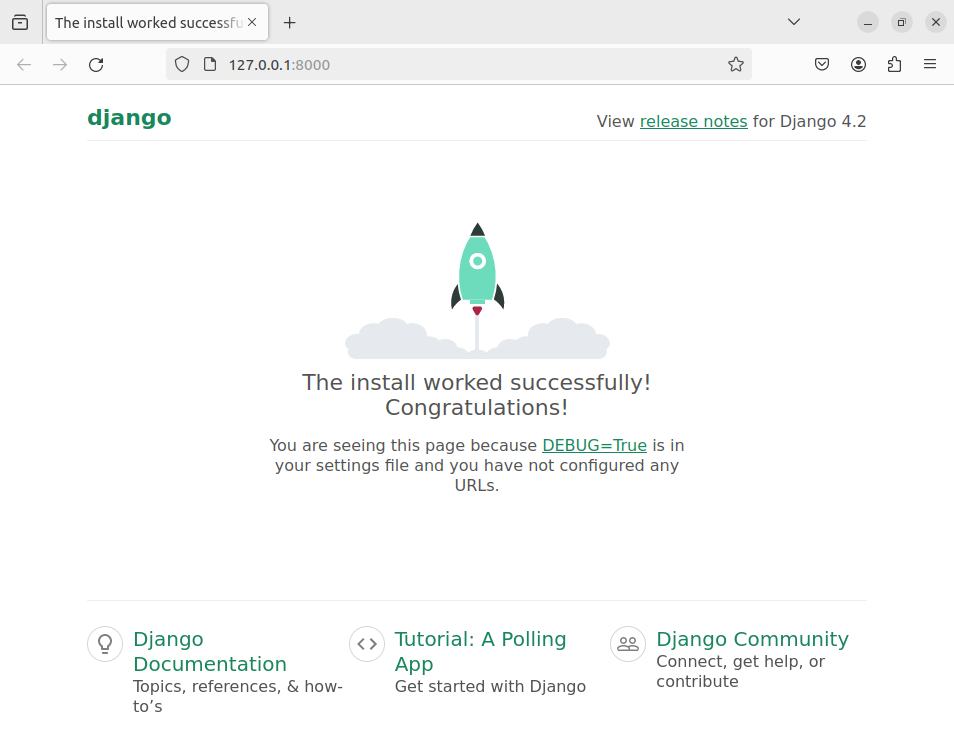 The install worked successfu
127.0.0.1:8000
django
View release notes for Django 4.2
The install worked successfully!
Congratulations!
You are seeing this page because DEBUG=True is in
your settings file and you have not configured any
URLs.
Django
Documentation
Topics, references, & how-
to’s
Tutorial: A Polling
App
Get started with Django
Django Community
Connect, get help, or
contribute